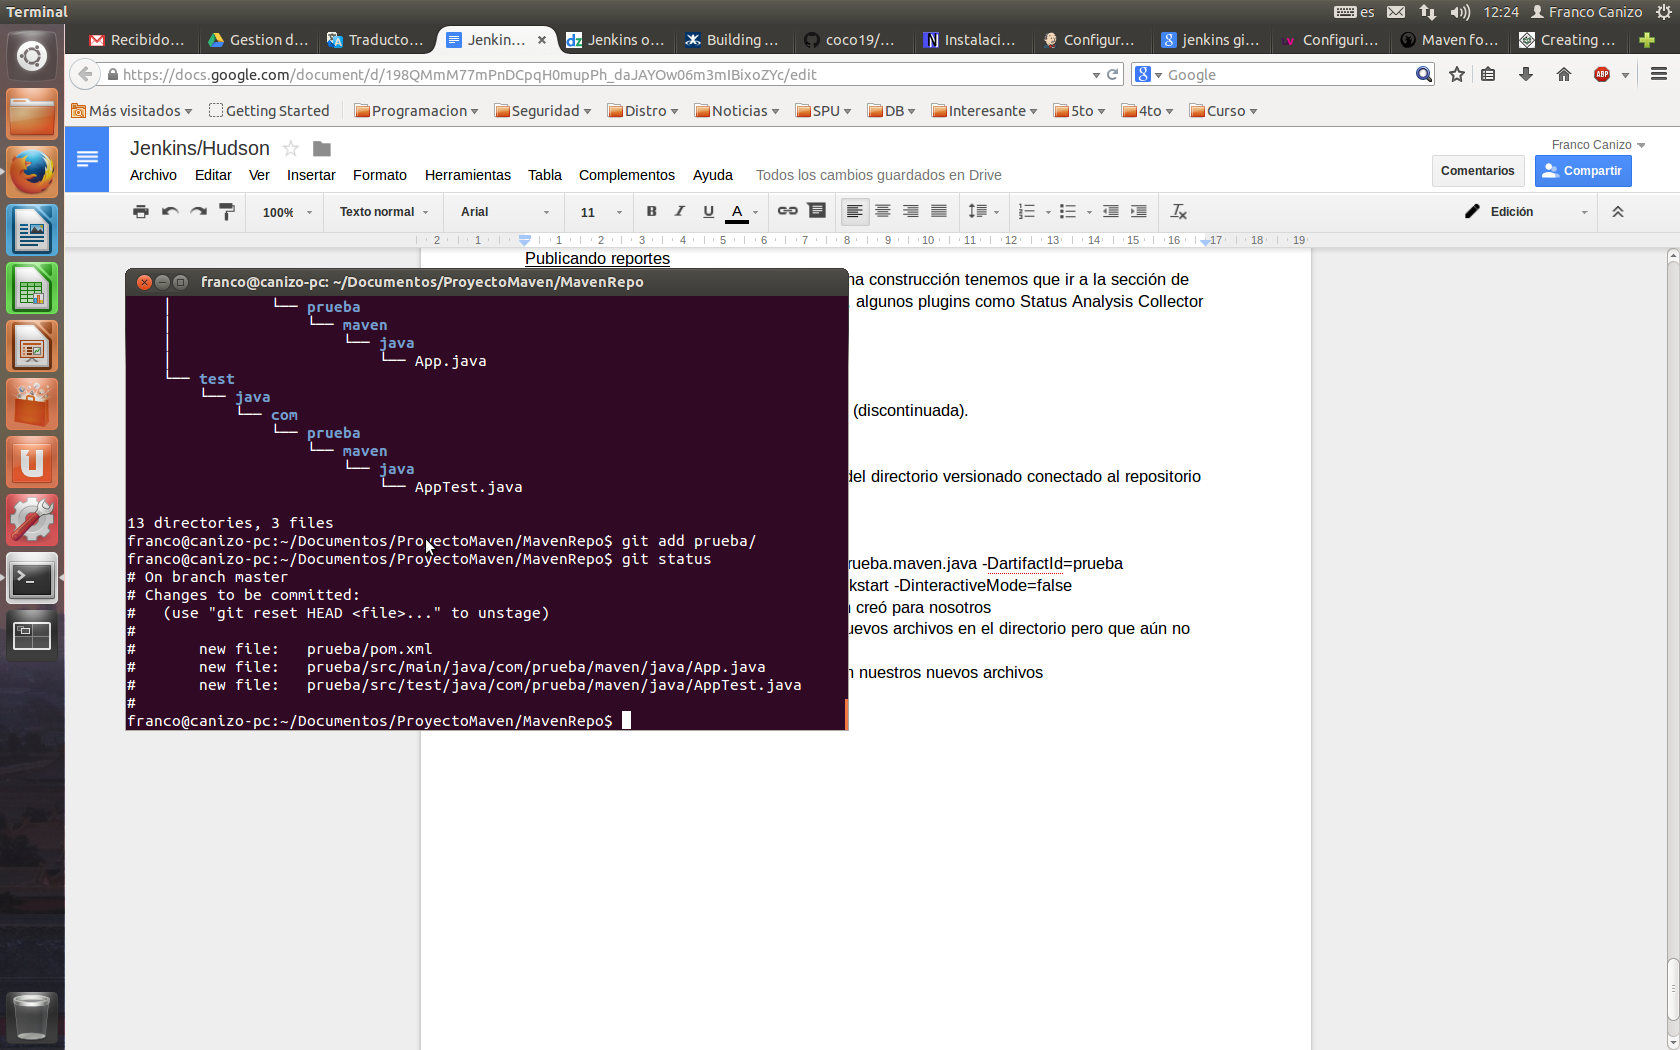 Terminal
es
12:24
Franco Canizo
Recibido...
Gestion d...
Traducto...
Jenkin...
Jenkins o...
Building ...
coco19/...
Instalaci...
Configur...
jenkins gi...
Configuri...
Maven fo...
Creating ...
https://docs.google.com/document/d/198QMmM77mPnDCpqH0mupPh_daJAYOw06m3mIBixoZYc/edit
Google
ABP
Más visitados
Getting Started
Programacion
Seguridad
Distro
Noticias
SPU
DB
Interesante
5to
4to
Curso
Jenkins/Hudson
Franco Canizo
Comentarios
Compartir
Archivo Editar Ver Insertar Formato Herramientas Tabla Complementos Ayuda Todos los cambios guardados en Drive
100% Texto normal Arial 11 B I U A Edición
2 1 1 2 3 4 5 6 7 8 9 10 11 12 13 14 15 16 17 18 19
Publicando reportes
na construcción tenemos que ir a la sección de
algunos plugins como Status Analysis Collector
(discontinuada).
del directorio versionado conectado al repositorio
rueba.maven.java -DartifactId=prueba
kstart -DinteractiveMode=false
n creó para nosotros
uevos archivos en el directorio pero que aún no
n nuestros nuevos archivos
franco@canizo-pc: ~/Documentos/ProyectoMaven/MavenRepo
│           └── prueba
│               └── maven
│                   └── java
│                       └── App.java
└── test
└── java
└── com
└── prueba
└── maven
└── java
└── AppTest.java
13 directories, 3 files
franco@canizo-pc:~/Documentos/ProyectoMaven/MavenRepo$ git add prueba/
franco@canizo-pc:~/Documentos/ProyectoMaven/MavenRepo$ git status
# On branch master
# Changes to be committed:
#   (use "git reset HEAD <file>..." to unstage)
#
#       new file:   prueba/pom.xml
#       new file:   prueba/src/main/java/com/prueba/maven/java/App.java
#       new file:   prueba/src/test/java/com/prueba/maven/java/AppTest.java
#
franco@canizo-pc:~/Documentos/ProyectoMaven/MavenRepo$